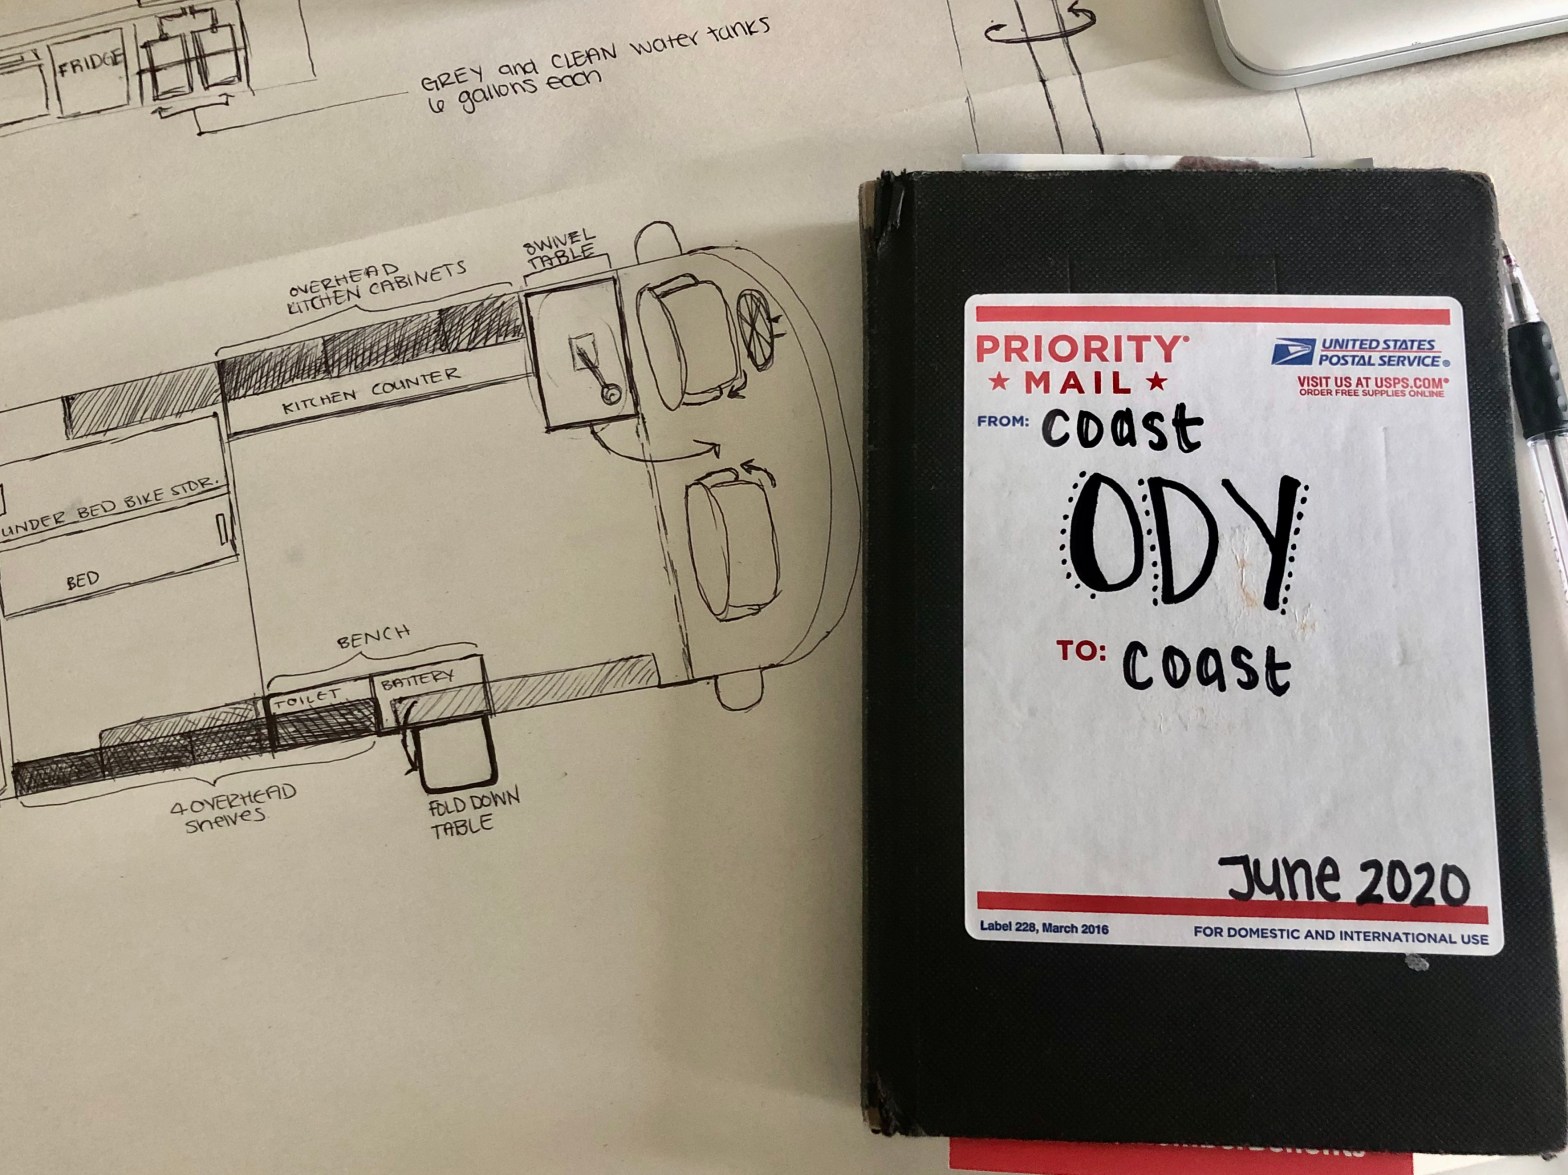 FRIDGE
GREY and CLEAN water tanks
6 gallons each
SWIVEL
TABLE
OVERHEAD
KITCHEN CABINETS
KITCHEN COUNTER
UNDER BED BIKE STOR.
BED
BENCH
TOILET
BATTERY
4 OVERHEAD
shelves
FOLD DOWN
TABLE
PRIORITY
MAIL
UNITED STATES
POSTAL SERVICE®
VISIT US AT USPS.COM®
ORDER FREE SUPPLIES ONLINE
FROM: coast
ODY
TO: coast
June 2020
Label 228, March 2016
FOR DOMESTIC AND INTERNATIONAL USE